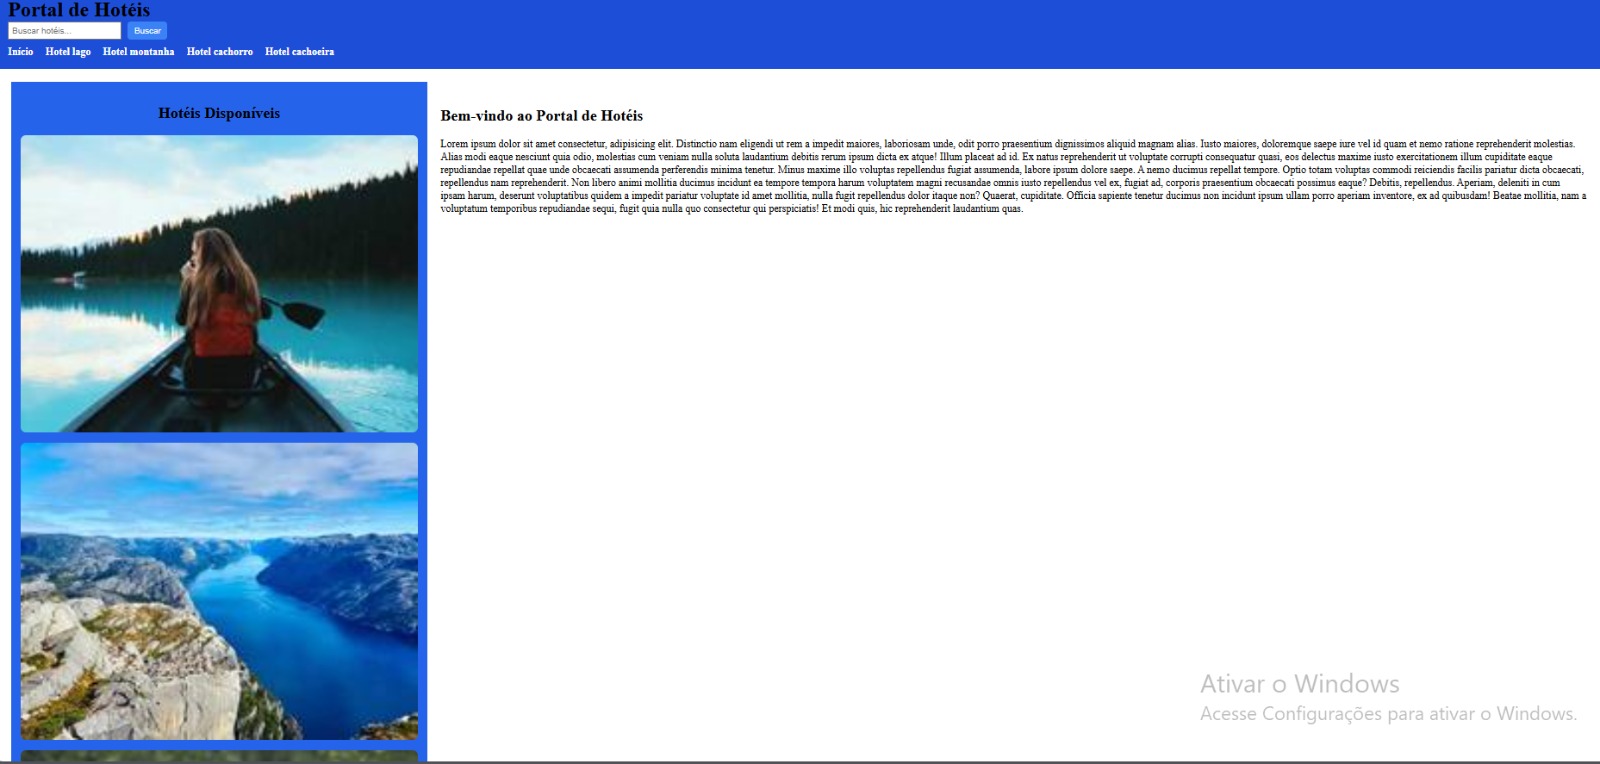 Portal de Hotéis
Buscar hotéis...
Buscar
Início Hotel lago Hotel montanha Hotel cachorro Hotel cachoeira
Hotéis Disponíveis
Bem-vindo ao Portal de Hotéis
Lorem ipsum dolor sit amet consectetur, adipisicing elit. Distinctio nam eligendi ut rem a impedit maiores, laboriosam unde, odit porro praesentium dignissimos aliquid magnam alias. Iusto maiores, doloremque saepe iure vel id quam et nemo ratione reprehenderit molestias.
Alias modi eaque nesciunt quia odio, molestias cum veniam nulla soluta laudantium debitis rerum ipsum dicta ex atque! Illum placeat ad id. Ex natus reprehenderit ut voluptate corrupti consequatur quasi, eos delectus maxime iusto exercitationem illum cupiditate eaque
repudiandae repellat quae unde obcaecati assumenda perferendis minima tenetur. Minus maxime illo voluptas repellendus fugiat assumenda, labore ipsum dolore saepe. A nemo ducimus repellat tempore. Optio totam voluptas commodi reiciendis facilis pariatur dicta obcaecati,
repellendus nam reprehenderit. Non libero animi mollitia ducimus incidunt ea tempore tempora harum voluptatem magni recusandae omnis iusto repellendus vel ex, fugiat ad, corporis praesentium obcaecati possimus eaque? Debitis, repellendus. Aperiam, deleniti in cum
ipsam harum, deserunt voluptatibus quidem a impedit pariatur voluptate id amet mollitia, nulla fugit repellendus dolor itaque non? Quaerat, cupiditate. Officia sapiente tenetur ducimus non incidunt ipsum ullam porro aperiam inventore, ex ad quibusdam! Beatae mollitia, nam a
voluptatum temporibus repudiandae sequi, fugit quia nulla quo consectetur qui perspiciatis! Et modi quis, hic reprehenderit laudantium quas.
Ativar o Windows
Acesse Configurações para ativar o Windows.